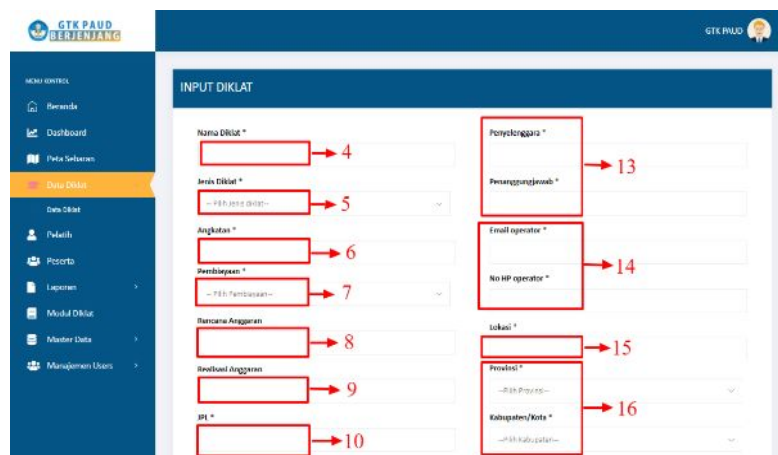 GTK PAUD
BERJENJANG
GTK PAUD
MENU KONTROL
Beranda
Dashboard
Peta Sebaran
Data Diklat
Data Diklat
Pelatih
Peserta
Laporan
Modul Diklat
Master Data
Manajemen Users
INPUT DIKLAT
Nama Diklat *
4
Jenis Diklat *
-- Pilih Jenis diklat--
5
Angkatan *
6
Pembiayaan *
-- Pilih Pembiayaan--
7
Rencana Anggaran
8
Realisasi Anggaran
9
JPL *
10
Penyelenggara *
13
Penanggungjawab *
Email operator *
14
No HP operator *
Lokasi *
15
Provinsi *
--Pilih Provinsi--
16
Kabupaten/Kota *
--Pilih Kabupaten--